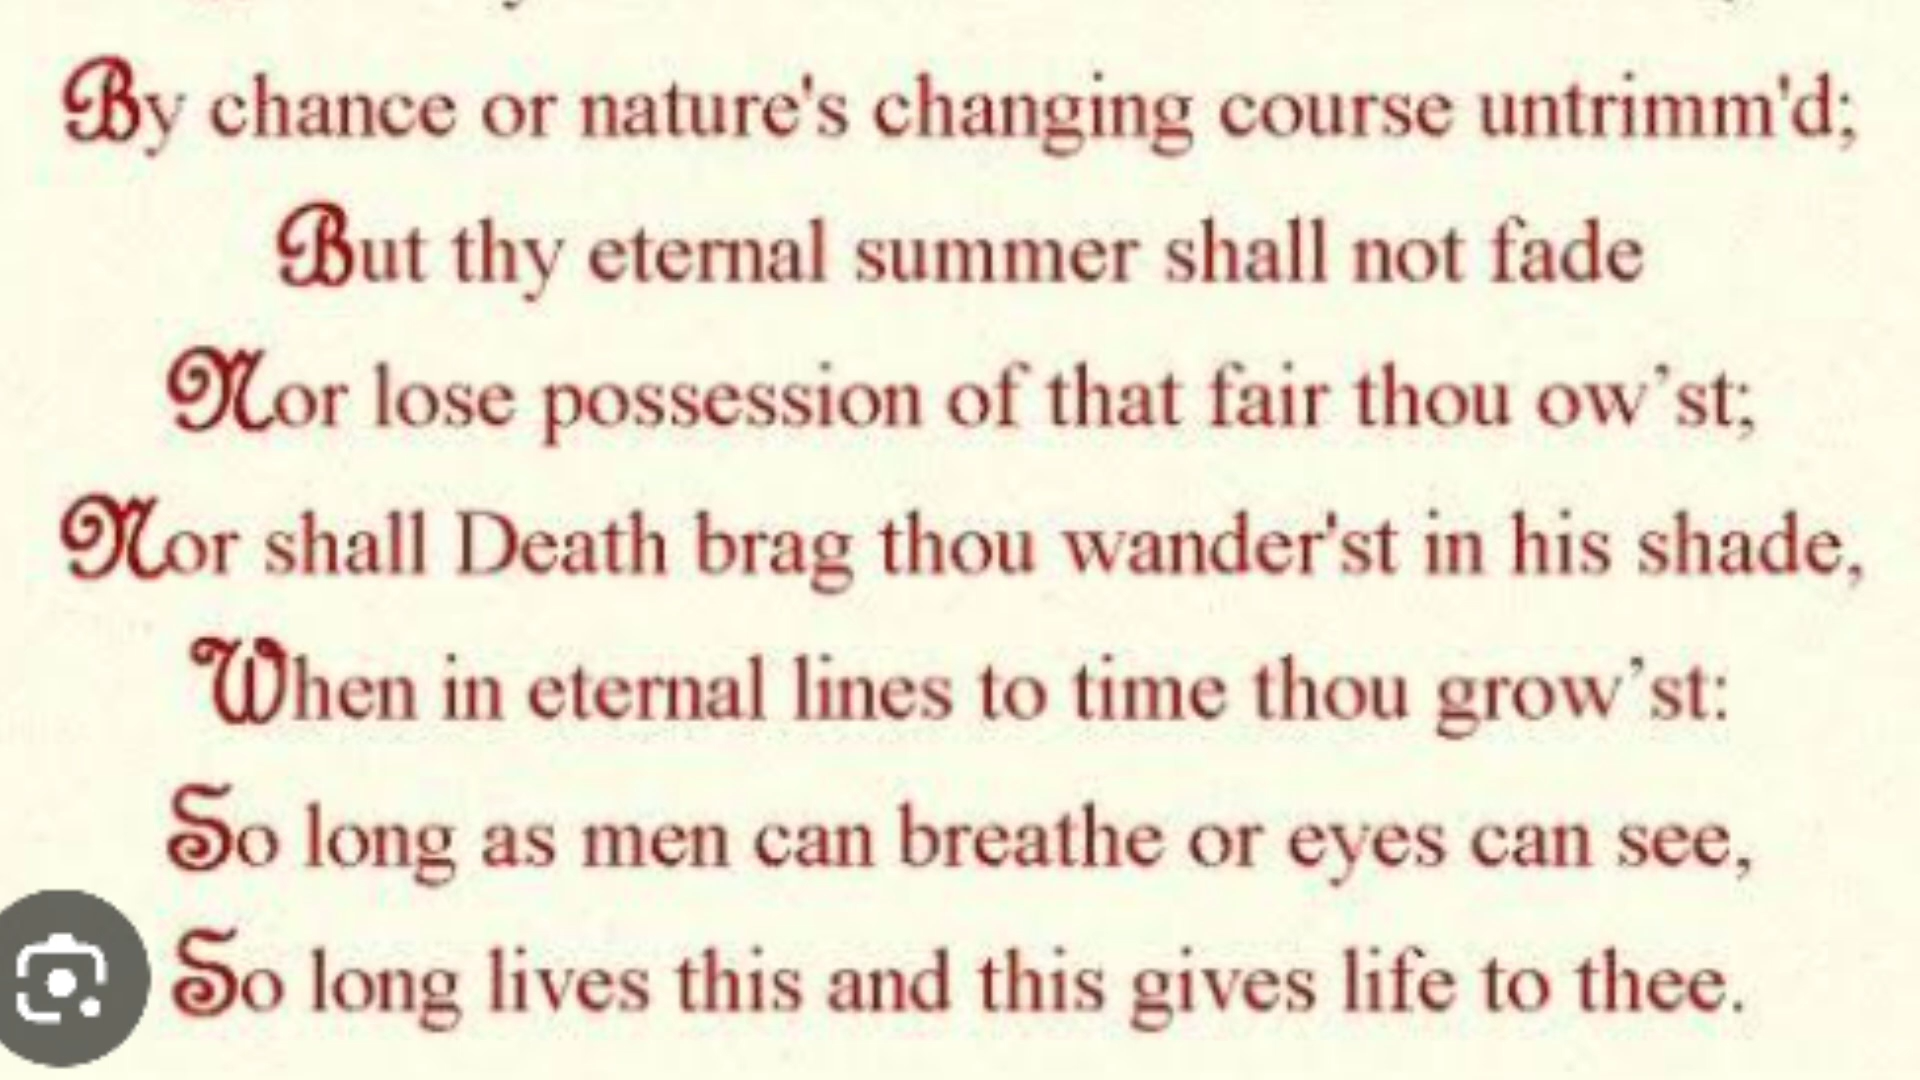 By chance or nature's changing course untrimm'd;
But thy eternal summer shall not fade
Nor lose possession of that fair thou ow’st;
Nor shall Death brag thou wander'st in his shade,
When in eternal lines to time thou grow’st:
So long as men can breathe or eyes can see,
So long lives this and this gives life to thee.